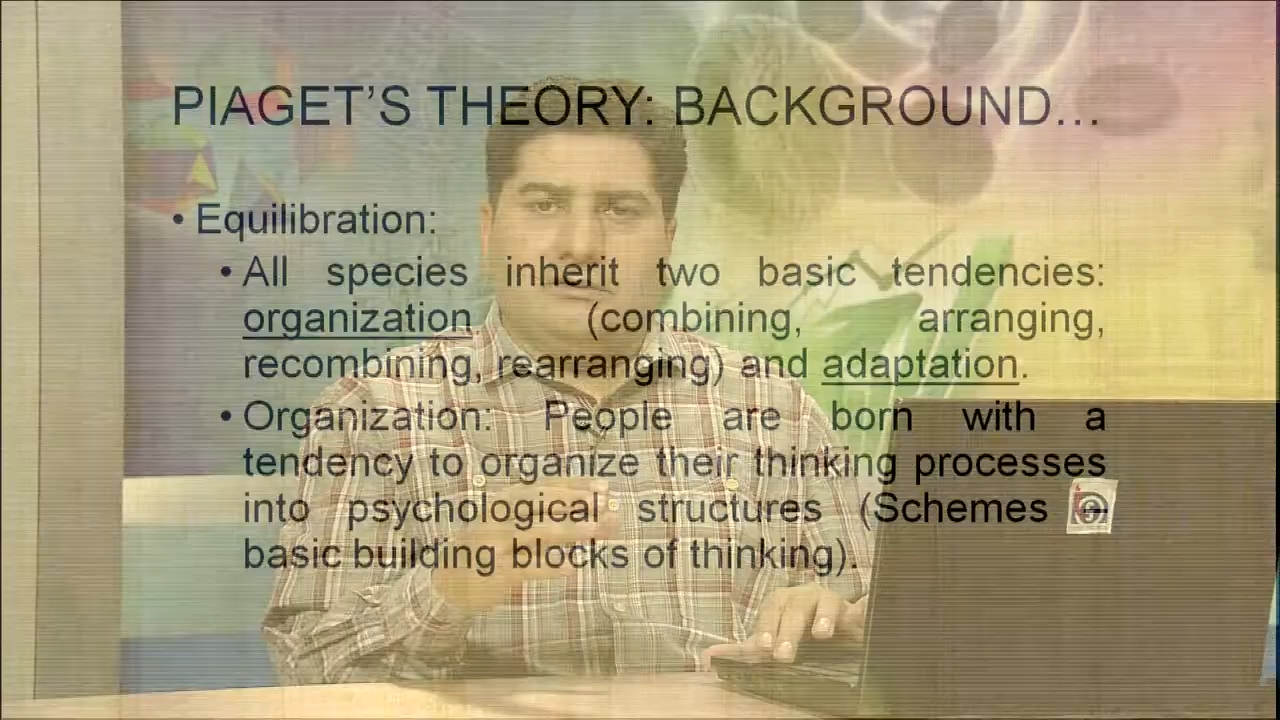 PIAGET'S THEORY: BACKGROUND…
• Equilibration:
• All species inherit two basic tendencies:
organization (combining, arranging,
recombining, rearranging) and adaptation.
• Organization: People are born with a
tendency to organize their thinking processes
into psychological structures (Schemes –
basic building blocks of thinking).